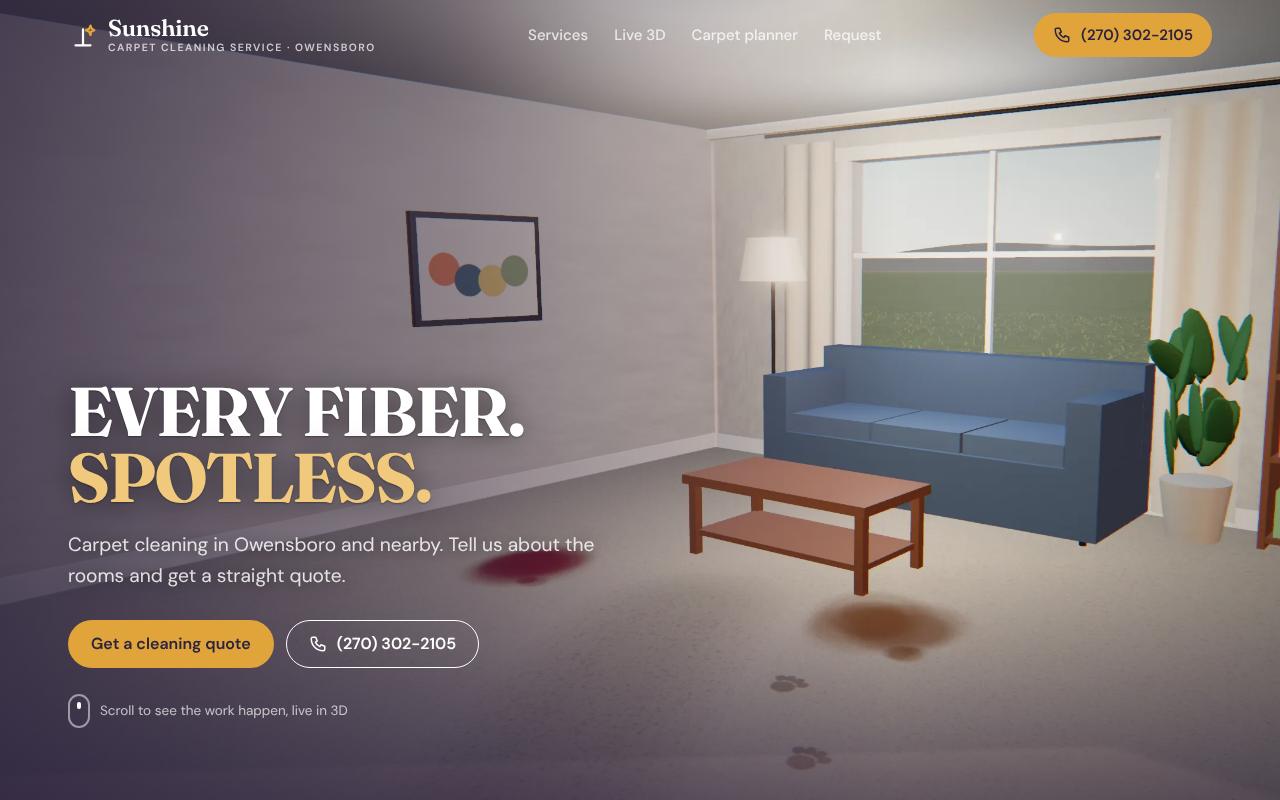 Sunshine
CARPET CLEANING SERVICE · OWENSBORO
Services
Live 3D
Carpet planner
Request
(270) 302-2105
EVERY FIBER.
SPOTLESS.
Carpet cleaning in Owensboro and nearby. Tell us about the
rooms and get a straight quote.
Get a cleaning quote
(270) 302-2105
Scroll to see the work happen, live in 3D